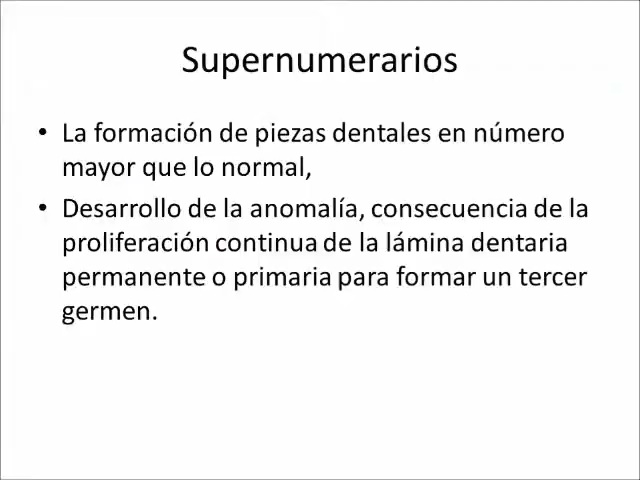 Supernumerarios
• La formación de piezas dentales en número
mayor que lo normal,
• Desarrollo de la anomalía, consecuencia de la
proliferación continua de la lámina dentaria
permanente o primaria para formar un tercer
germen.